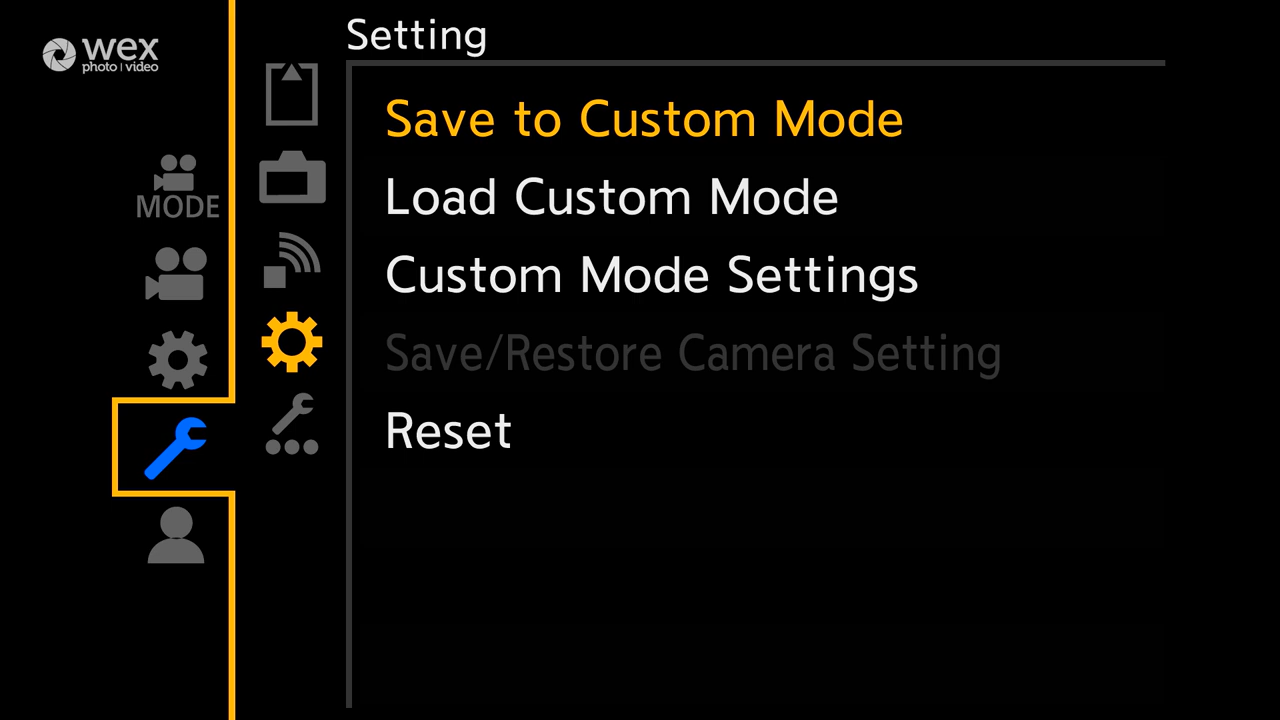 wex
photo | video
Setting
MODE
Save to Custom Mode
Load Custom Mode
Custom Mode Settings
Save/Restore Camera Setting
Reset